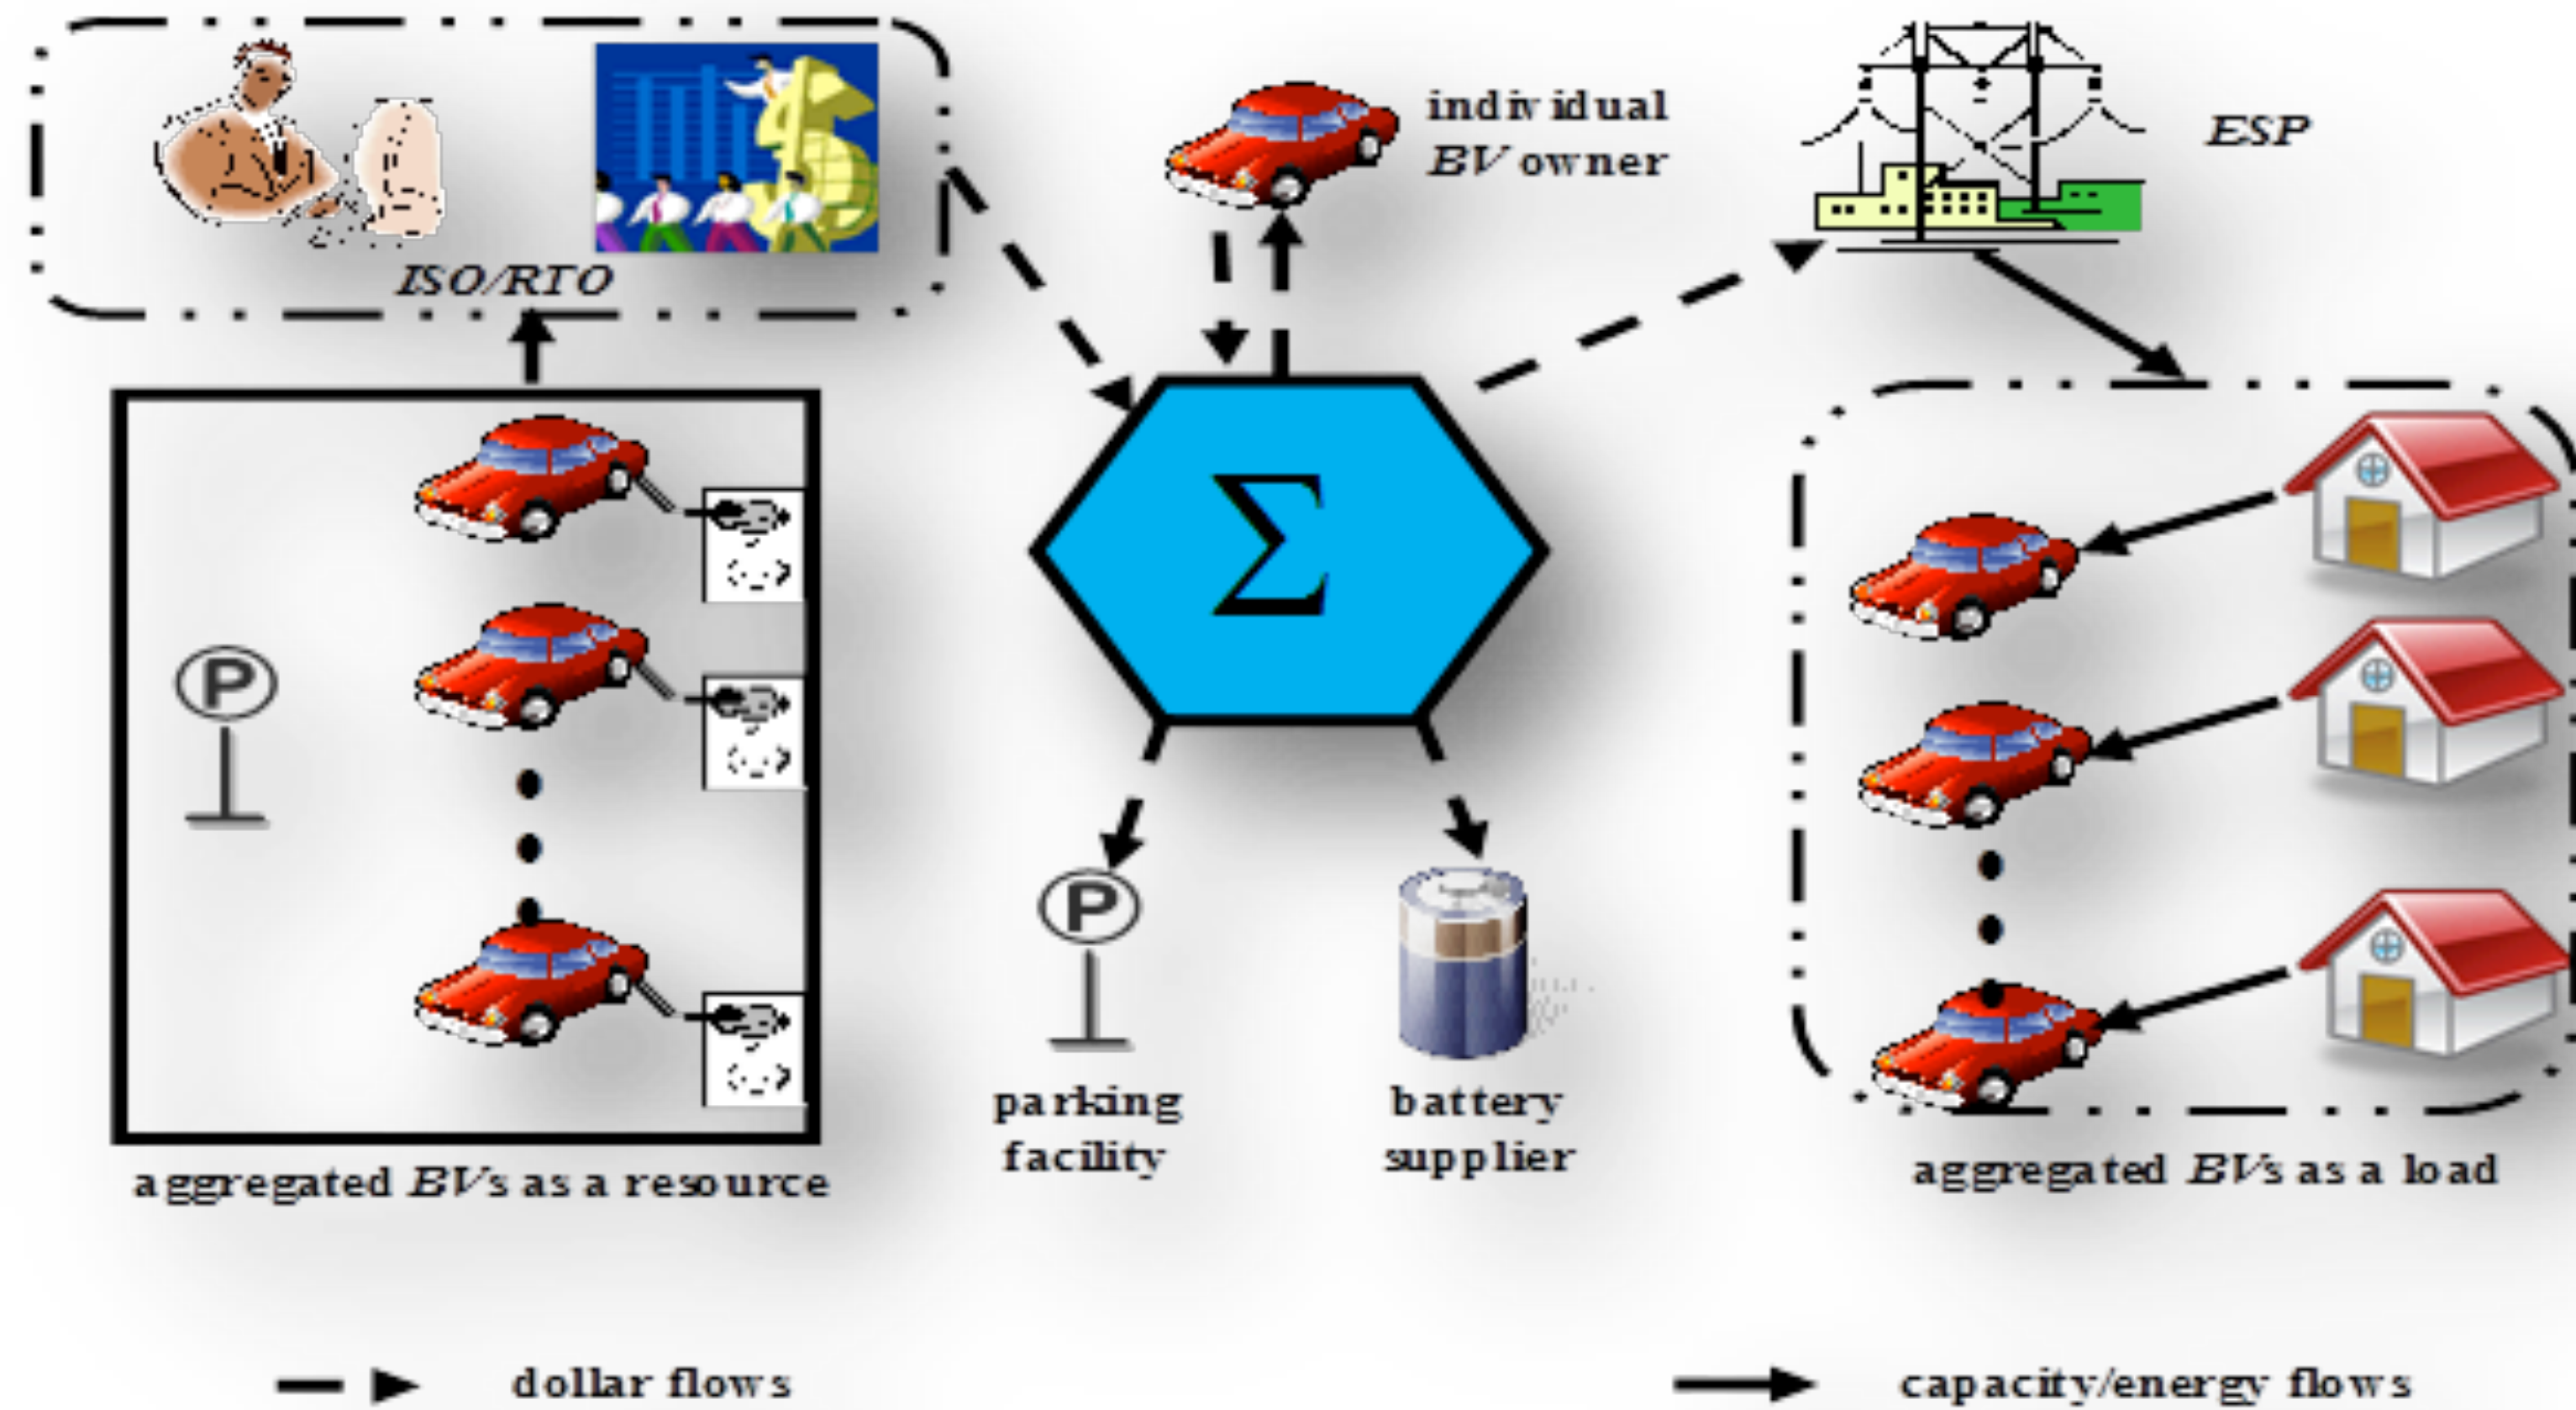 individual
BV owner
ESP
ISO/RTO
Σ
P
P
parking
facility
battery
supplier
aggregated BVs as a resource
aggregated BVs as a load
dollar flows
capacity/energy flows